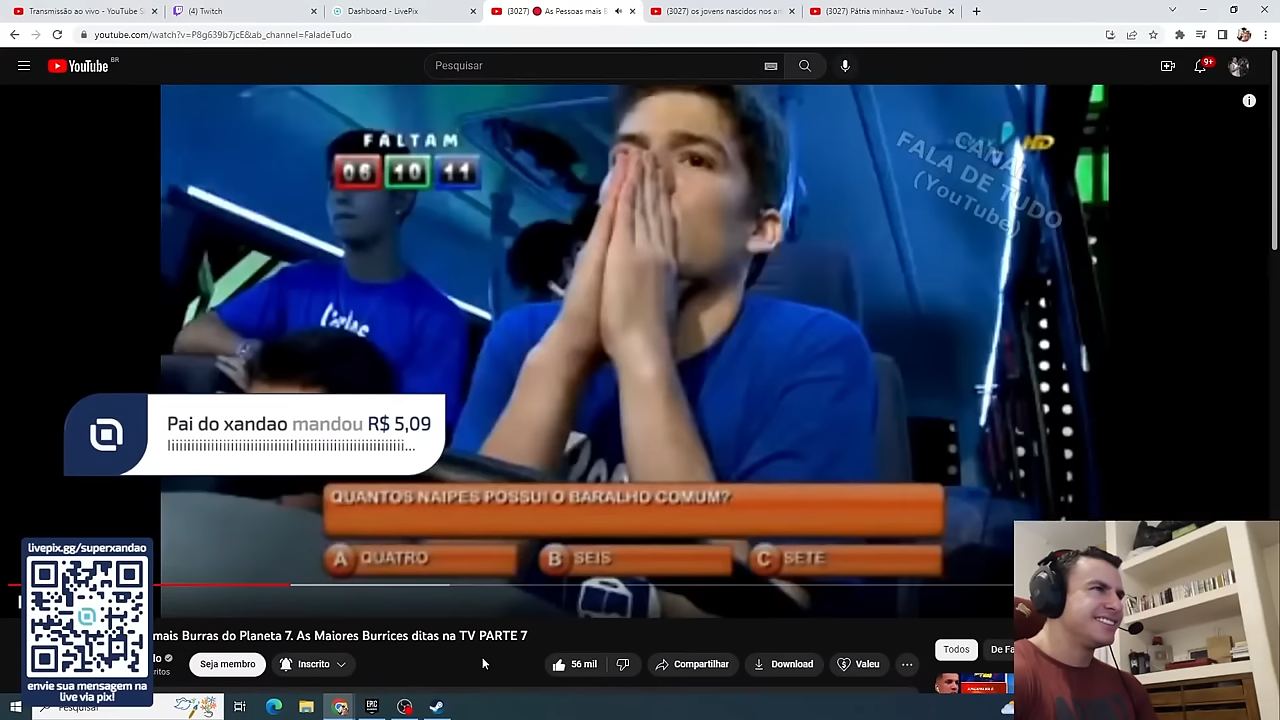 Transmissão ao vivo - YouTube S
(4) Twitch
Dashboard - LivePix
(3027) 🔴 As Pessoas mais B
(3027) os jovens nascidos nos an
(3027) Pátria minha
YouTube
youtube.com/watch?v=P8g639b7jcE&ab_channel=FaladeTudo
YouTube BR
Pesquisar
9+
FALTAM
06 10 11
HD
CANAL
FALA DE TUDO
(YouTube)
Carlos
Pai do xandao mandou R$ 5,09
QUANTOS NAIPES POSSUI O BARALHO COMUM?
A QUATRO
B SEIS
C SETE
livepix.gg/superxandao
envie sua mensagem na
live via pix!
mais Burras do Planeta 7. As Maiores Burrices ditas na TV PARTE 7
Seja membro
Inscrito
56 mil
Compartilhar
Download
Valeu
Todos
De Fa
Pesquisar
EPIC